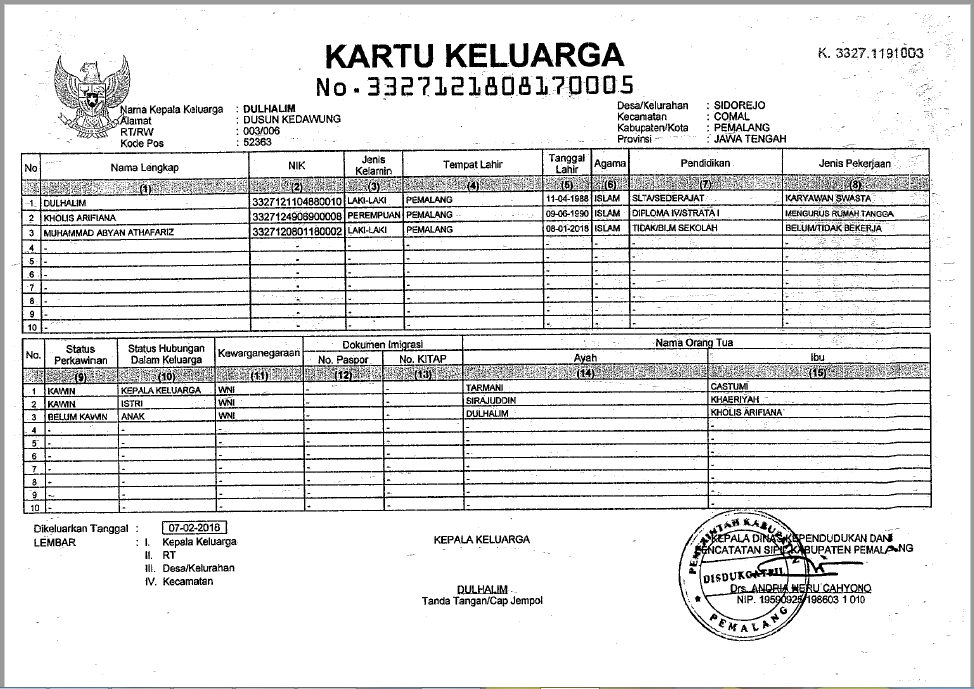 KARTU KELUARGA
No. 3327121808170005
K. 3327.1191003
Nama Kepala Keluarga : DULHALIM
Alamat : DUSUN KEDAWUNG
RT/RW : 003/006
Kode Pos : 52363
Desa/Kelurahan : SIDOREJO
Kecamatan : COMAL
Kabupaten/Kota : PEMALANG
Provinsi : JAWA TENGAH
No Nama Lengkap NIK Jenis Kelamin Tempat Lahir Tanggal Lahir Agama Pendidikan Jenis Pekerjaan
(1) (2) (3) (4) (5) (6) (7) (8)
1 DULHALIM 3327121104880010 LAKI-LAKI PEMALANG 11-04-1988 ISLAM SLTA/SEDERAJAT KARYAWAN SWASTA
2 KHOLIS ARIFIANA 3327124906900008 PEREMPUAN PEMALANG 09-06-1990 ISLAM DIPLOMA IV/STRATA I MENGURUS RUMAH TANGGA
3 MUHAMMAD ABYAN ATHAFARIZ 3327120801180002 LAKI-LAKI PEMALANG 08-01-2018 ISLAM TIDAK/BLM SEKOLAH BELUM/TIDAK BEKERJA
4 - - - - - - - -
5 - - - - - - - -
6 - - - - - - - -
7 - - - - - - - -
8 - - - - - - - -
9 - - - - - - - -
10 - - - - - - - -
No. Status Perkawinan Status Hubungan Dalam Keluarga Kewarganegaraan Dokumen Imigrasi Nama Orang Tua
No. Paspor No. KITAP Ayah Ibu
(9) (10) (11) (12) (13) (14) (15)
1 KAWIN KEPALA KELUARGA WNI - - TARMANI CASTUMI
2 KAWIN ISTRI WNI - - SIRAJUDDIN KHAERIYAH
3 BELUM KAWIN ANAK WNI - - DULHALIM KHOLIS ARIFIANA
4 - - - - - - -
5 - - - - - - -
6 - - - - - - -
7 - - - - - - -
8 - - - - - - -
9 - - - - - - -
10 - - - - - - -
Dikeluarkan Tanggal : 07-02-2018
LEMBAR : I. Kepala Keluarga
II. RT
III. Desa/Kelurahan
IV. Kecamatan
KEPALA KELUARGA
DULHALIM
Tanda Tangan/Cap Jempol
KEPALA DINAS KEPENDUDUKAN DAN
PENCATATAN SIPIL KABUPATEN PEMALANG
Drs. ANDRIA HERU CAHYONO
NIP. 19590925 198603 1 010
PEMERINTAH KABUPATEN
DISDUKCATPIL
PEMALANG